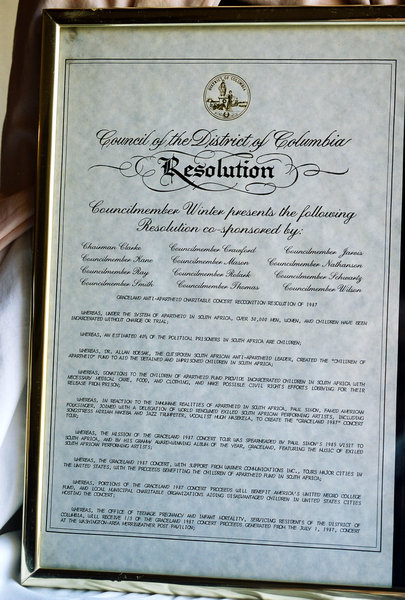 DISTRICT OF COLUMBIA
Council of the District of Columbia
Resolution
Councilmember Winter presents the following
Resolution co-sponsored by:
Chairman Clarke Councilmember Crawford Councilmember Jarvis
Councilmember Kane Councilmember Mason Councilmember Nathanson
Councilmember Ray Councilmember Rolark Councilmember Schwartz
Councilmember Smith Councilmember Thomas Councilmember Wilson
GRACELAND ANTI-APARTHEID CHARITABLE CONCERT RECOGNITION RESOLUTION OF 1987
WHEREAS, UNDER THE SYSTEM OF APARTHEID IN SOUTH AFRICA, OVER 30,000 MEN, WOMEN, AND CHILDREN HAVE BEEN
INCARCERATED WITHOUT CHARGE OR TRIAL;
WHEREAS, AN ESTIMATED 40% OF THE POLITICAL PRISONERS IN SOUTH AFRICA ARE CHILDREN;
WHEREAS, DR. ALLAN BOESAK, THE OUTSPOKEN SOUTH AFRICAN ANTI-APARTHEID LEADER, CREATED THE "CHILDREN OF
APARTHEID" FUND TO AID THE DETAINED AND IMPRISONED CHILDREN IN SOUTH AFRICA;
WHEREAS, DONATIONS TO THE CHILDREN OF APARTHEID FUND PROVIDE INCARCERATED CHILDREN IN SOUTH AFRICA WITH
NECESSARY MEDICAL CARE, FOOD, AND CLOTHING, AND MAKE POSSIBLE CIVIL RIGHTS EFFORTS LOBBYING FOR THEIR
RELEASE FROM PRISON;
WHEREAS, IN REACTION TO THE INHUMANE REALITIES OF APARTHEID IN SOUTH AFRICA, PAUL SIMON, FAMED AMERICAN
FOLKSINGER, JOINED WITH A DELEGATION OF WORLD RENOWNED EXILED SOUTH AFRICAN PERFORMING ARTISTS, INCLUDING
SONGSTRESS MIRIAM MAKEBA AND JAZZ TRUMPETER, VOCALIST HUGH MASEKELA, TO CREATE THE "GRACELAND 1987" CONCERT
TOUR;
WHEREAS, THE MISSION OF THE GRACELAND 1987 CONCERT TOUR WAS SPEARHEADED BY PAUL SIMON'S 1985 VISIT TO
SOUTH AFRICA, AND BY HIS GRAMMY AWARD-WINNING ALBUM OF THE YEAR, GRACELAND, FEATURING THE MUSIC OF EXILED
SOUTH AFRICAN PERFORMING ARTISTS;
WHEREAS, THE GRACELAND 1987 CONCERT, WITH SUPPORT FROM WARNER COMMUNICATIONS INC., TOURS MAJOR CITIES IN
THE UNITED STATES, WITH THE PROCEEDS BENEFITING THE CHILDREN OF APARTHEID FUND IN SOUTH AFRICA;
WHEREAS, PORTIONS OF THE GRACELAND 1987 CONCERT PROCEEDS WILL BENEFIT AMERICA'S UNITED NEGRO COLLEGE
FUND, AND LOCAL MUNICIPAL CHARITABLE ORGANIZATIONS AIDING DISADVANTAGED CHILDREN IN UNITED STATES CITIES
HOSTING THE CONCERT;
WHEREAS, THE OFFICE OF TEENAGE PREGNANCY AND INFANT MORTALITY, SERVICING RESIDENTS OF THE DISTRICT OF
COLUMBIA, WILL RECEIVE 1/3 OF THE GRACELAND 1987 CONCERT PROCEEDS GENERATED FROM THE JULY 1, 1987, CONCERT
AT THE WASHINGTON-AREA MERRIWEATHER POST PAVILION;